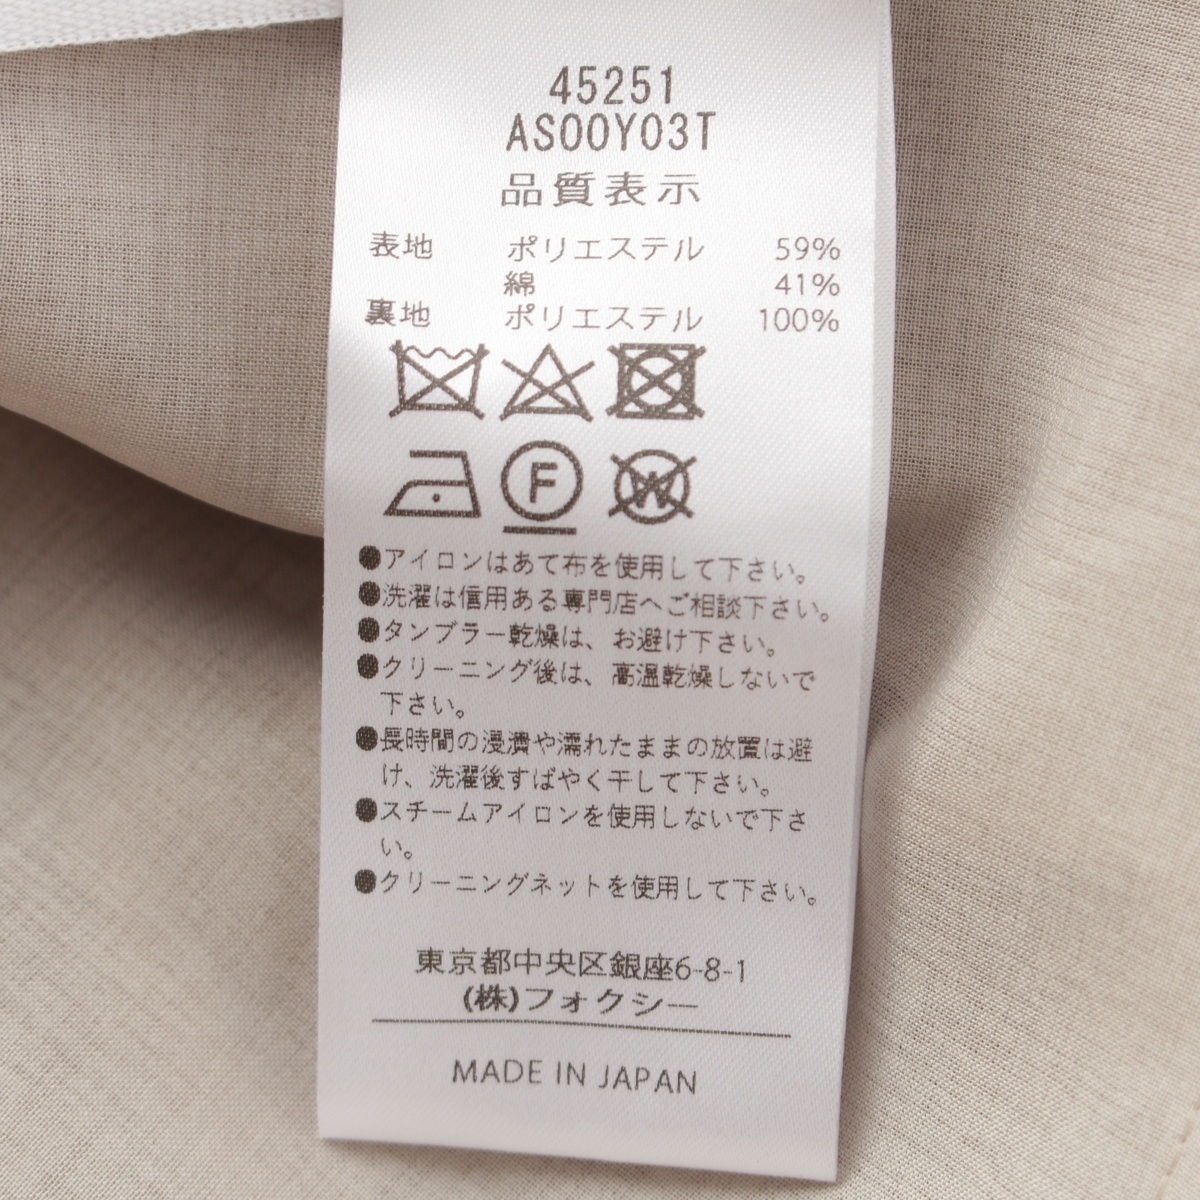 45251
AS00Y03T
品質表示
表地 ポリエステル 59%
綿 41%
裏地 ポリエステル 100%
F
W
●アイロンはあて布を使用して下さい。
●洗濯は信用ある専門店へご相談下さい。
●タンブラー乾燥は、お避け下さい。
●クリーニング後は、高温乾燥しないで
下さい。
●長時間の浸漬や濡れたままの放置は避
け、洗濯後すばやく干して下さい。
●スチームアイロンを使用しないで下さ
い。
●クリーニングネットを使用して下さい。
東京都中央区銀座6-8-1
(株)フォクシー
MADE IN JAPAN